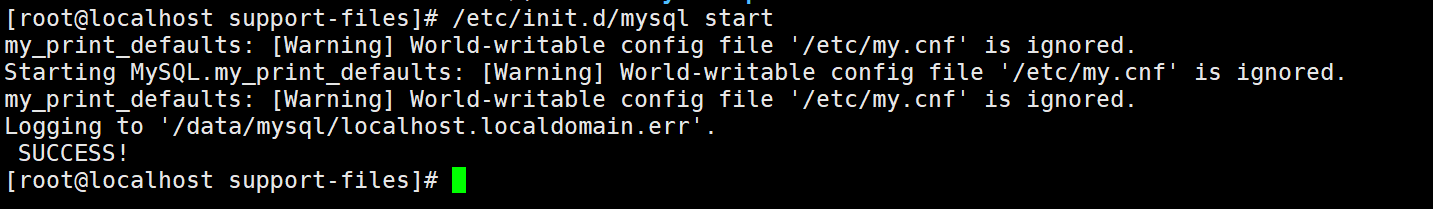 [root@localhost support-files]# /etc/init.d/mysql start
my_print_defaults: [Warning] World-writable config file '/etc/my.cnf' is ignored.
Starting MySQL.my_print_defaults: [Warning] World-writable config file '/etc/my.cnf' is ignored.
my_print_defaults: [Warning] World-writable config file '/etc/my.cnf' is ignored.
Logging to '/data/mysql/localhost.localdomain.err'.
 SUCCESS!
[root@localhost support-files]#